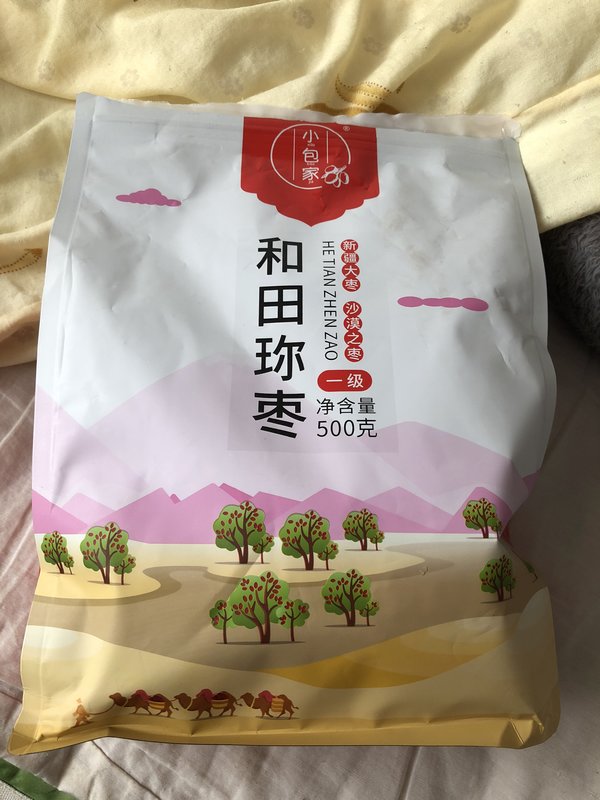 小包家
®
和田珎枣
HE TIAN ZHEN ZAO
新疆大枣 沙漠之枣
一级
净含量
500克